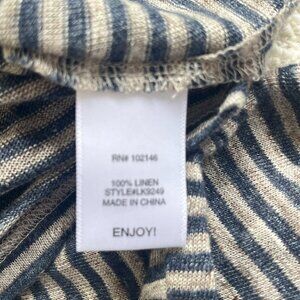 RN# 102146
100% LINEN
STYLE#LK9249
MADE IN CHINA
ENJOY!